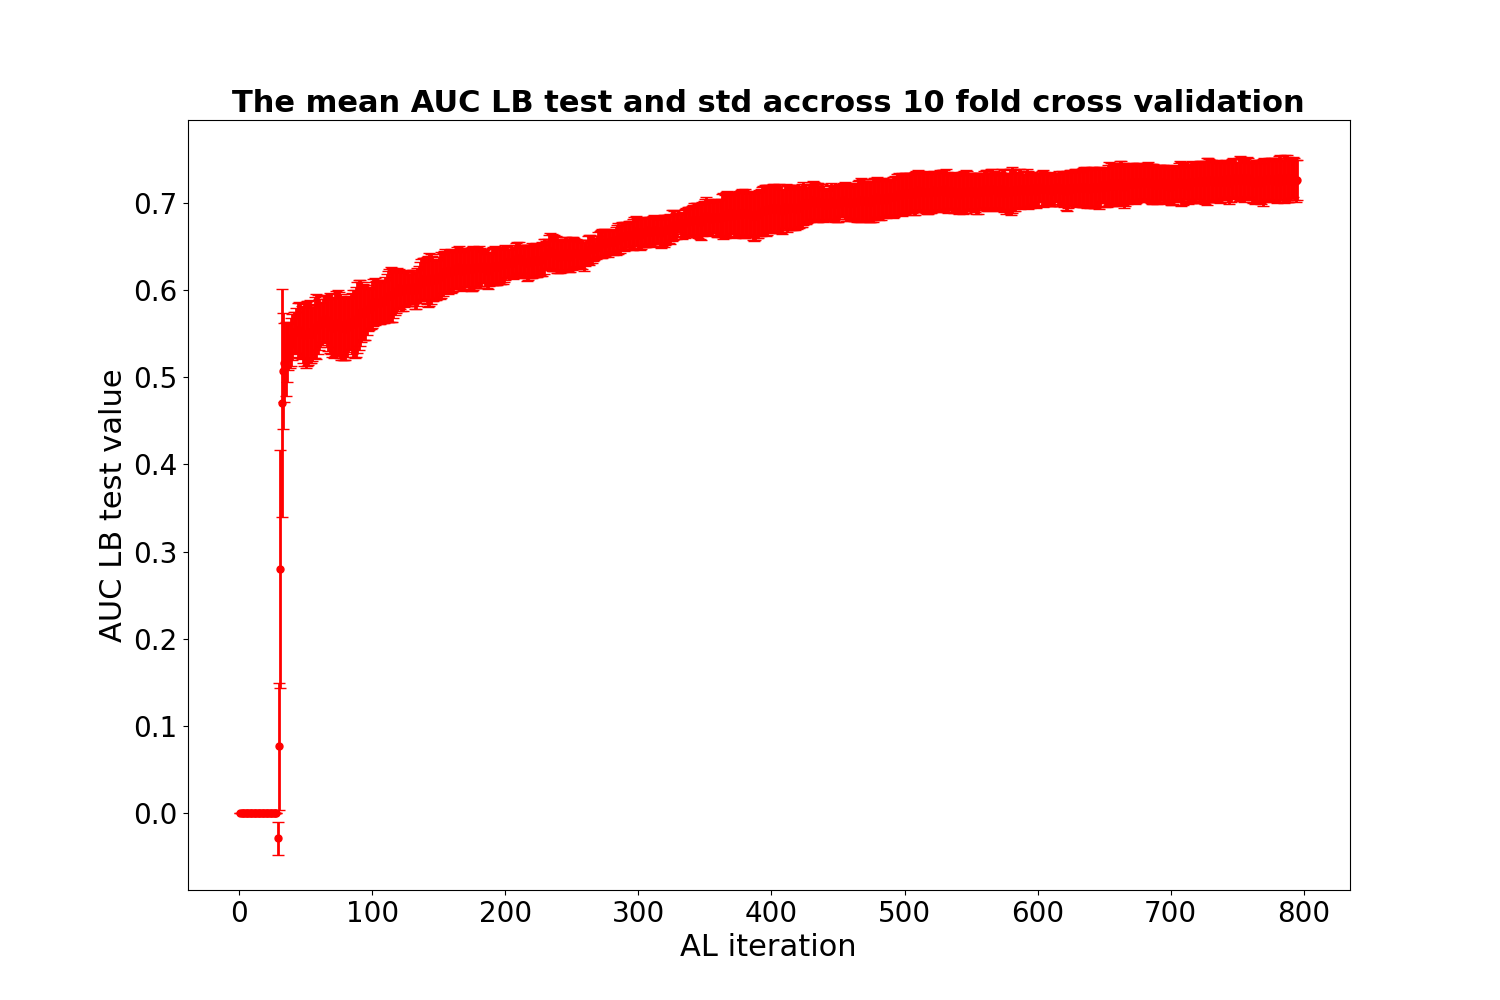 The mean AUC LB test and std accross 10 fold cross validation
AUC LB test value
0.7
0.6
0.5
0.4
0.3
0.2
0.1
0.0
0 100 200 300 400 500 600 700 800
AL iteration